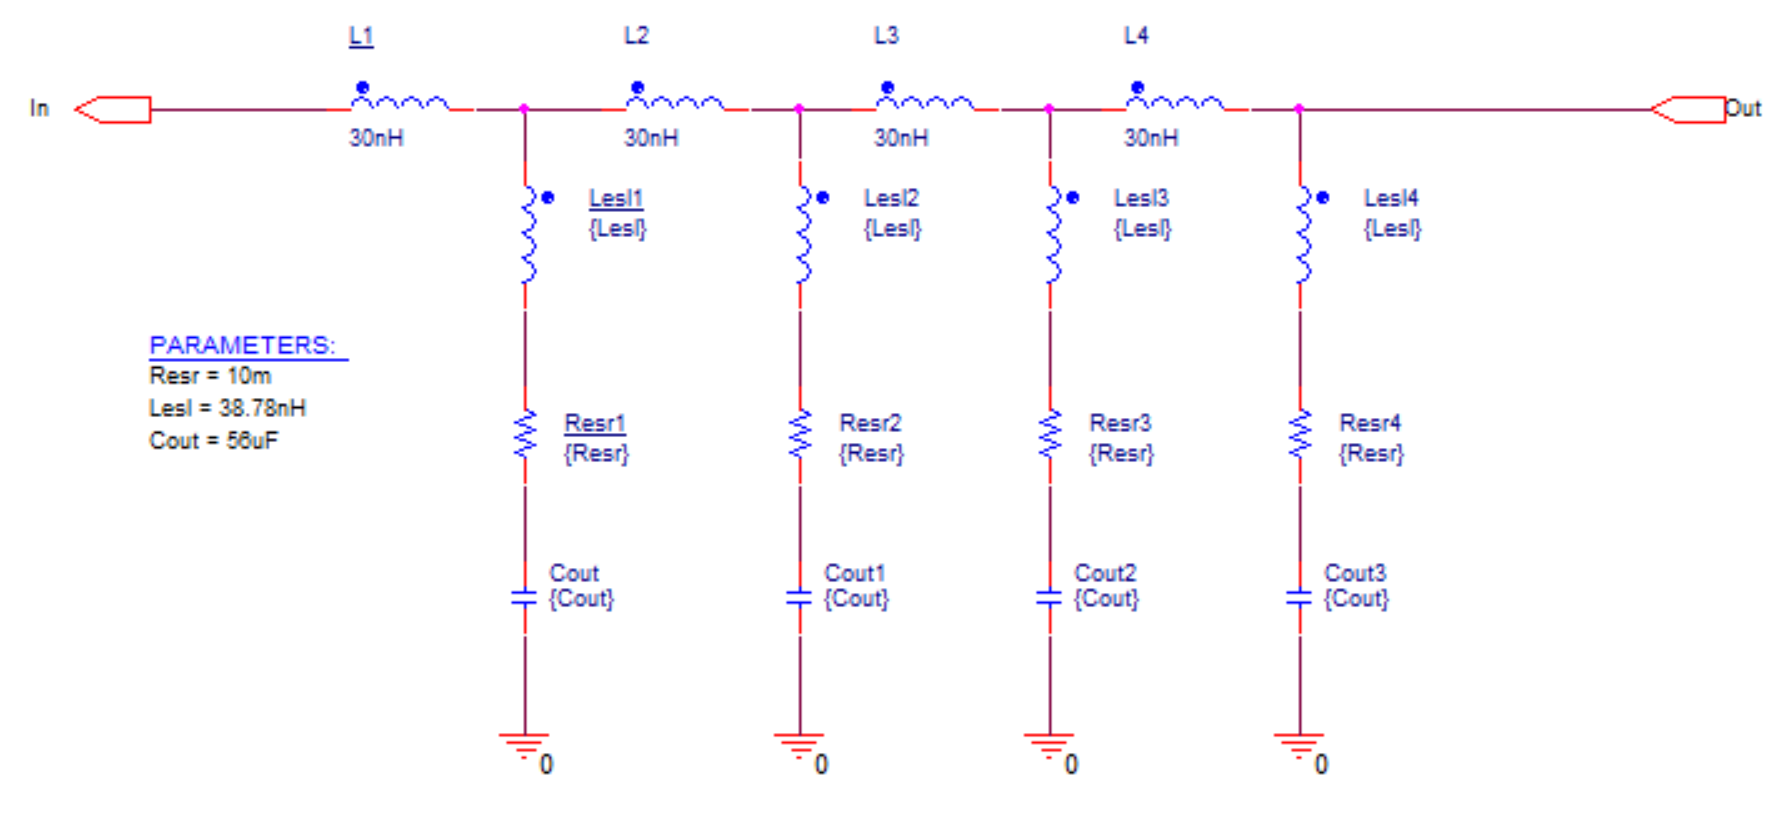 L1 L2 L3 L4
In Out
30nH 30nH 30nH 30nH
Lesl1 Lesl2 Lesl3 Lesl4
{Lesl} {Lesl} {Lesl} {Lesl}
PARAMETERS:
Resr = 10m
Lesl = 38.78nH
Cout = 56uF
Resr1 Resr2 Resr3 Resr4
{Resr} {Resr} {Resr} {Resr}
Cout Cout1 Cout2 Cout3
{Cout} {Cout} {Cout} {Cout}
0 0 0 0